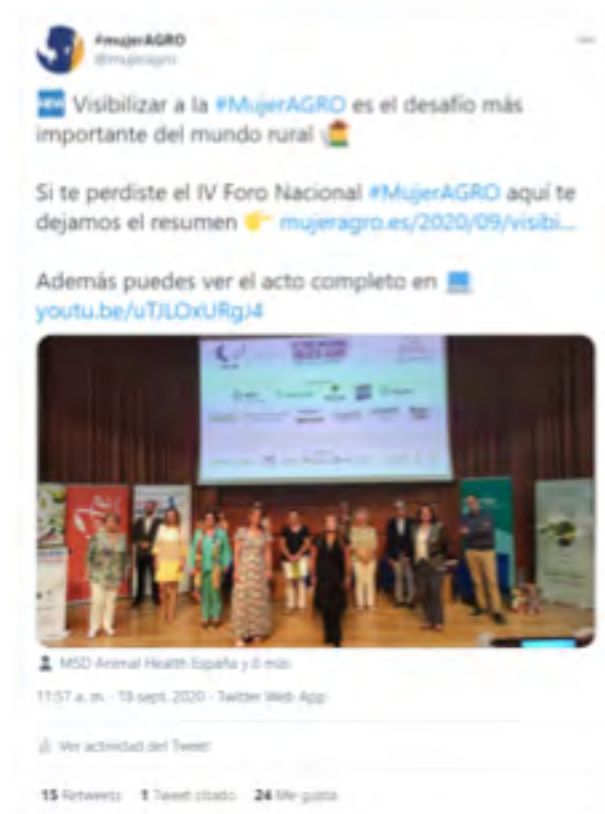 #mujerAGRO
@mujeragro
NEW Visibilizar a la #MujerAGRO es el desafío más
importante del mundo rural
Si te perdiste el IV Foro Nacional #MujerAGRO aquí te
dejamos el resumen mujeragro.es/2020/09/visibi...
Además puedes ver el acto completo en
youtu.be/uTJLOxURgJ4
MSD Animal Health España y 6 más
11:57 a. m. · 19 sept. 2020 · Twitter Web App
Ver actividad del Tweet
15 Retweets 1 Tweet citado 24 Me gusta